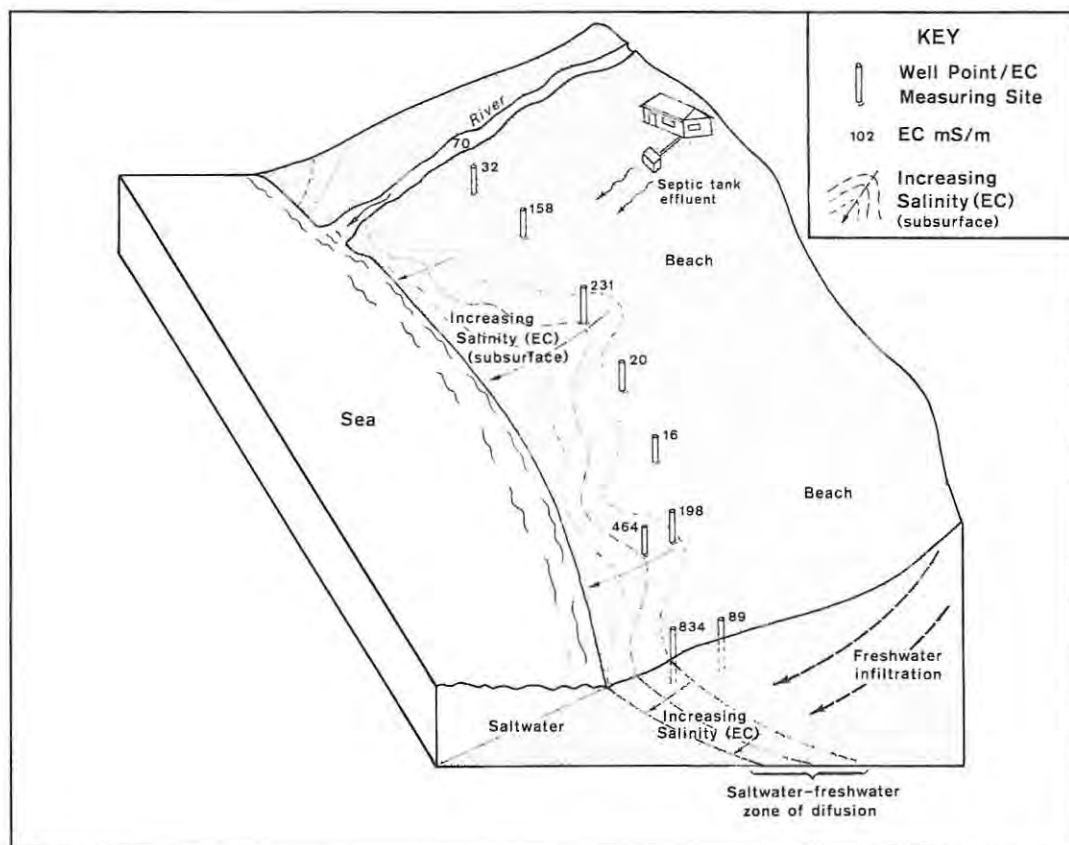 KEY
Well Point/EC
Measuring Site
102 EC mS/m
Increasing
Salinity (EC)
(subsurface)
River
70
32
158
Septic tank
effluent
Beach
231
Increasing
Salinity (EC)
(subsurface)
20
Sea
16
Beach
198
464
834
89
Freshwater
infiltration
Saltwater
Increasing
Salinity (EC)
Saltwater-freshwater
zone of difusion